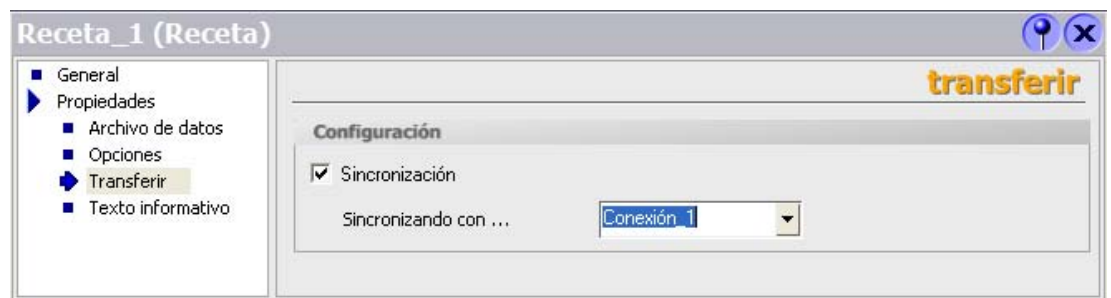 Receta_1 (Receta)
General
Propiedades
Archivo de datos
Opciones
Transferir
Texto informativo
transferir
Configuración
Sincronización
Sincronizando con ...
Conexión_1